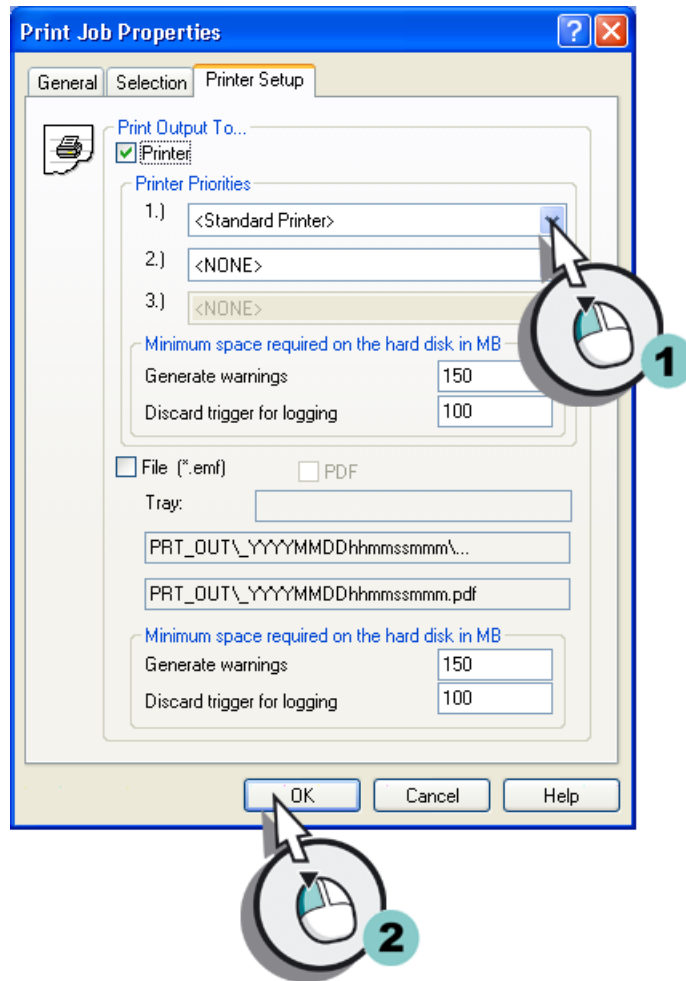 Print Job Properties
General Selection Printer Setup
Print Output To...
Printer
Printer Priorities
1.) <Standard Printer>
2.) <NONE>
3.) <NONE>
1
Minimum space required on the hard disk in MB
Generate warnings 150
Discard trigger for logging 100
File (*.emf) PDF
Tray:
PRT_OUT\_YYYYMMDDhhmmssmmm\...
PRT_OUT\_YYYYMMDDhhmmssmmm.pdf
Minimum space required on the hard disk in MB
Generate warnings 150
Discard trigger for logging 100
OK Cancel Help
2